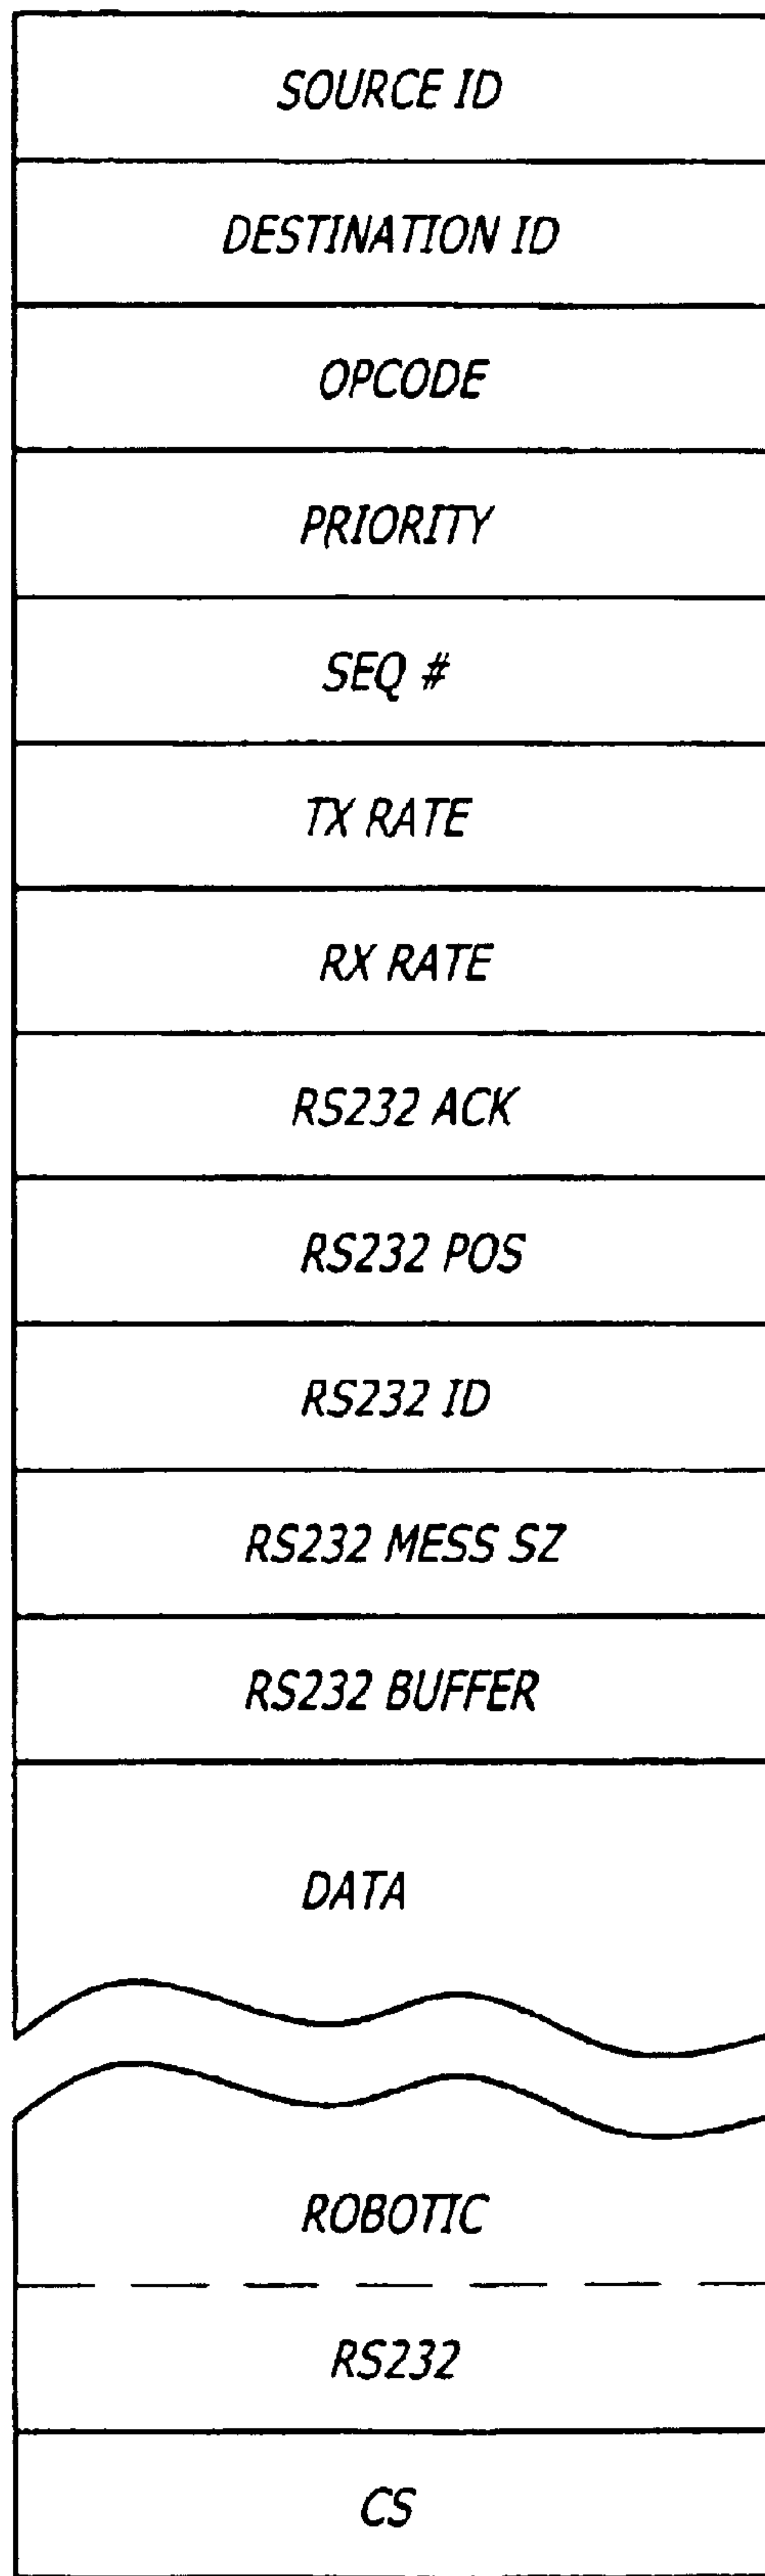 SOURCE ID
DESTINATION ID
OPCODE
PRIORITY
SEQ #
TX RATE
RX RATE
RS232 ACK
RS232 POS
RS232 ID
RS232 MESS SZ
RS232 BUFFER
DATA
ROBOTIC
RS232
CS